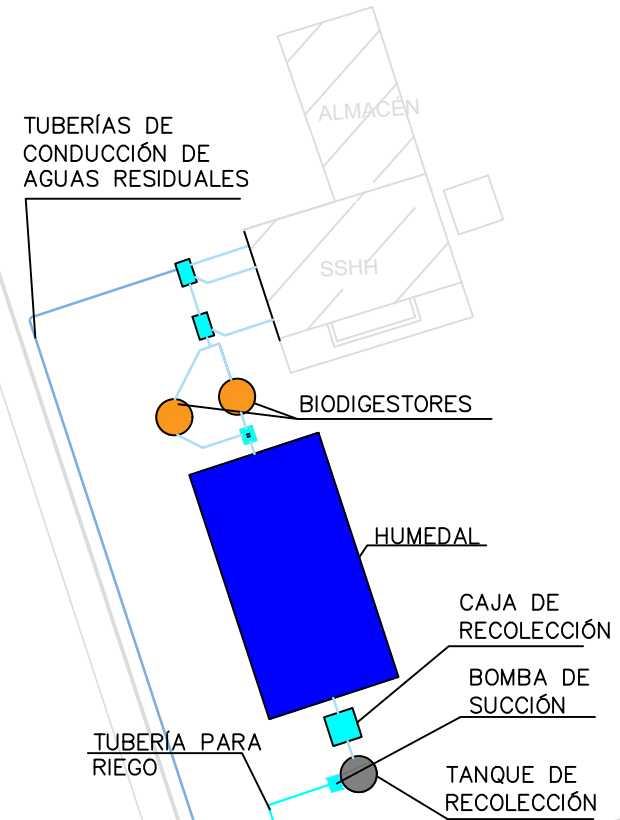 ALMACÉN
TUBERÍAS DE
CONDUCCIÓN DE
AGUAS RESIDUALES
SSHH
BIODIGESTORES
HUMEDAL
CAJA DE
RECOLECCIÓN
BOMBA DE
SUCCIÓN
TUBERÍA PARA
RIEGO
TANQUE DE
RECOLECCIÓN